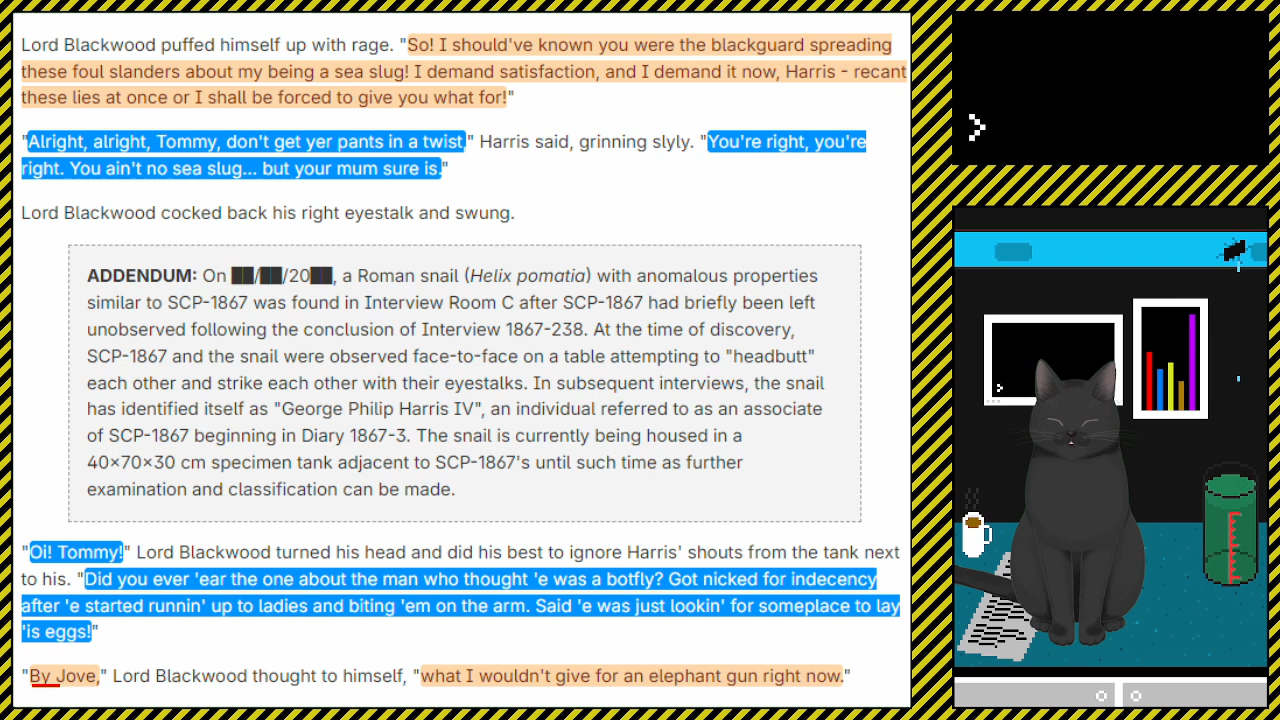 Lord Blackwood puffed himself up with rage. "So! I should've known you were the blackguard spreading
these foul slanders about my being a sea slug! I demand satisfaction, and I demand it now, Harris - recant
these lies at once or I shall be forced to give you what for!"
"Alright, alright, Tommy, don't get yer pants in a twist," Harris said, grinning slyly. "You're right, you're
right. You ain't no sea slug... but your mum sure is."
Lord Blackwood cocked back his right eyestalk and swung.
ADDENDUM: On ██/██/20██, a Roman snail (Helix pomatia) with anomalous properties
similar to SCP-1867 was found in Interview Room C after SCP-1867 had briefly been left
unobserved following the conclusion of Interview 1867-238. At the time of discovery,
SCP-1867 and the snail were observed face-to-face on a table attempting to "headbutt"
each other and strike each other with their eyestalks. In subsequent interviews, the snail
has identified itself as "George Philip Harris IV", an individual referred to as an associate
of SCP-1867 beginning in Diary 1867-3. The snail is currently being housed in a
40×70×30 cm specimen tank adjacent to SCP-1867's until such time as further
examination and classification can be made.
"Oi! Tommy!" Lord Blackwood turned his head and did his best to ignore Harris' shouts from the tank next
to his. "Did you ever 'ear the one about the man who thought 'e was a botfly? Got nicked for indecency
after 'e started runnin' up to ladies and biting 'em on the arm. Said 'e was just lookin' for someplace to lay
'is eggs!"
"By Jove," Lord Blackwood thought to himself, "what I wouldn't give for an elephant gun right now."
>
>